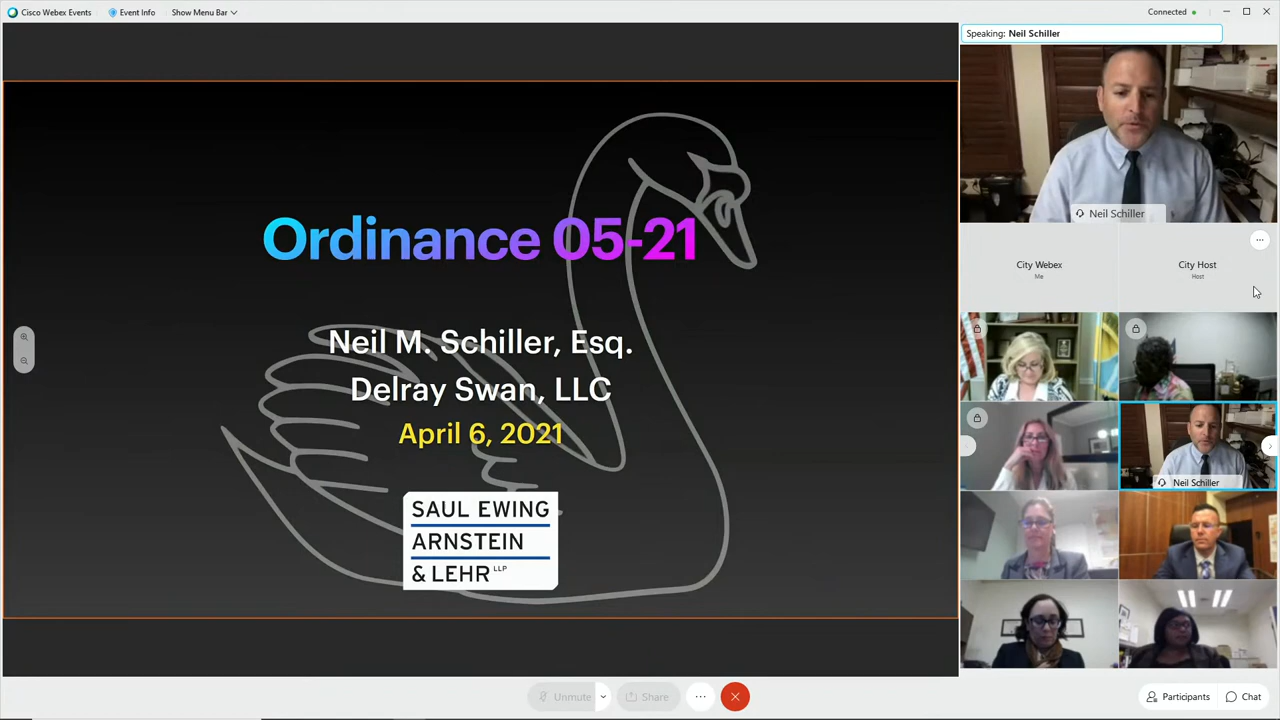 Cisco Webex Events
Event Info
Show Menu Bar
Connected
Speaking: Neil Schiller
Neil Schiller
City Webex
Me
City Host
Host
Ordinance 05-21
Neil M. Schiller, Esq.
Delray Swan, LLC
April 6, 2021
SAUL EWING
ARNSTEIN
& LEHR LLP
Neil Schiller
Unmute
Share
Participants
Chat